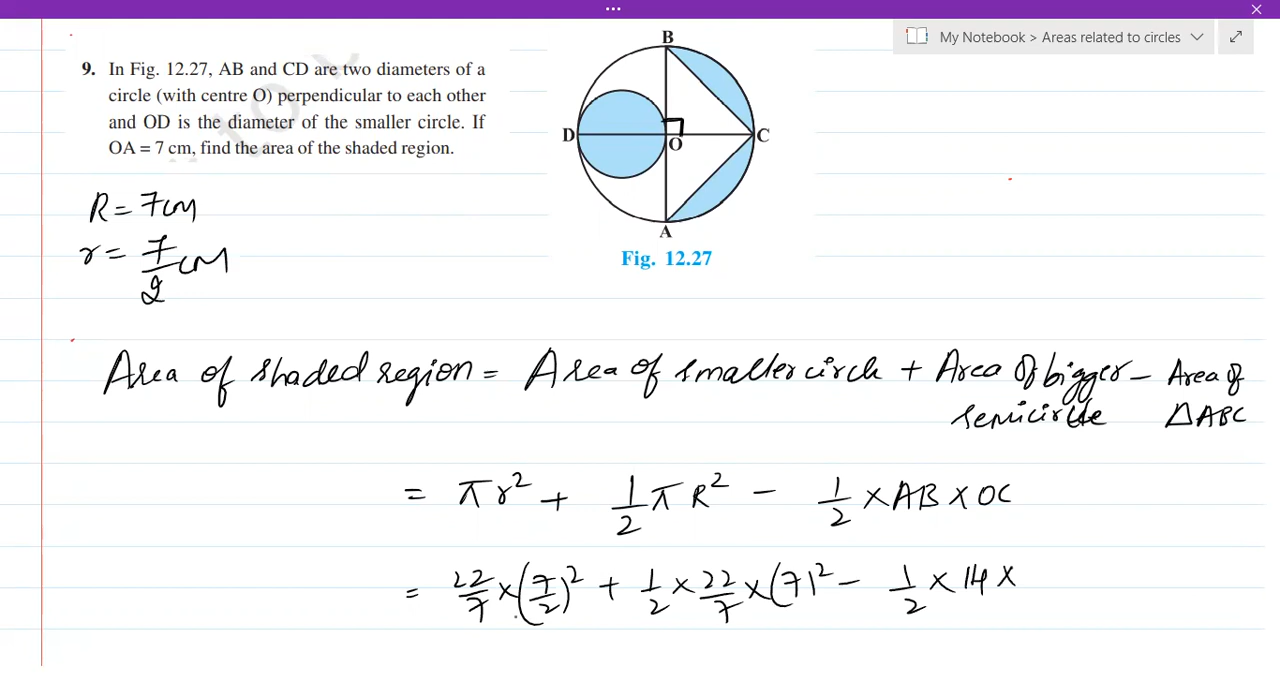 My Notebook > Areas related to circles
9. In Fig. 12.27, AB and CD are two diameters of a
circle (with centre O) perpendicular to each other
and OD is the diameter of the smaller circle. If
OA = 7 cm, find the area of the shaded region.
B
D
O
C
A
Fig. 12.27
R = 7cm
r = 7/2 cm
Area of shaded region = Area of smaller circle + Area of bigger - Area of
semicircle ΔABC
= πr² + 1/2 πR² - 1/2 × AB × OC
= 22/7 × (7/2)² + 1/2 × 22/7 × (7)² - 1/2 × 14 ×